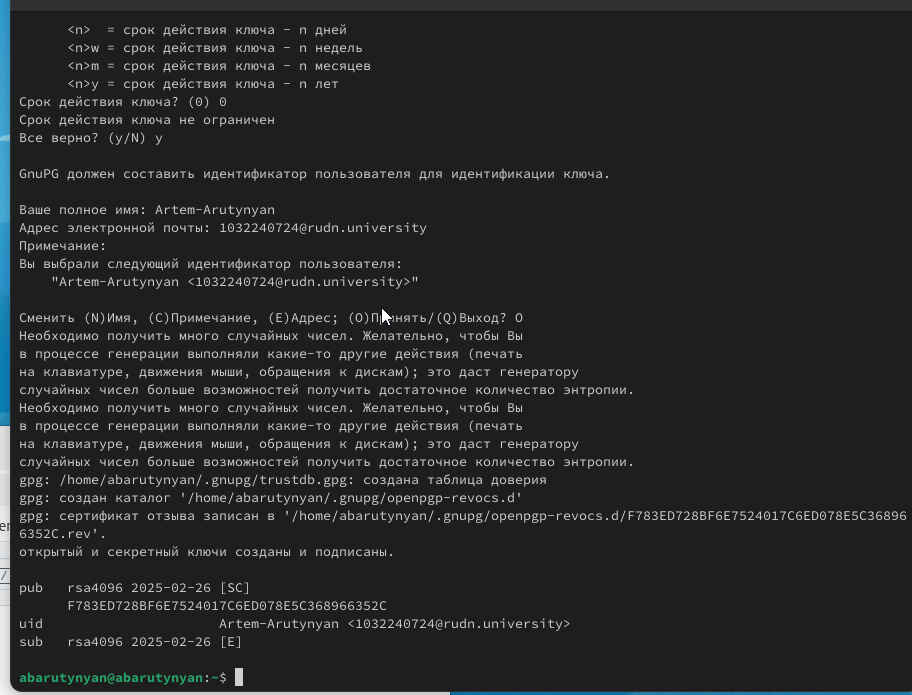 <n>  = срок действия ключа - n дней
<n>w = срок действия ключа - n недель
<n>m = срок действия ключа - n месяцев
<n>y = срок действия ключа - n лет
Срок действия ключа? (0) 0
Срок действия ключа не ограничен
Все верно? (y/N) y
GnuPG должен составить идентификатор пользователя для идентификации ключа.
Ваше полное имя: Artem-Arutynyan
Адрес электронной почты: 1032240724@rudn.university
Примечание:
Вы выбрали следующий идентификатор пользователя:
"Artem-Arutynyan <1032240724@rudn.university>"
Сменить (N)Имя, (C)Примечание, (E)Адрес; (O)Принять/(Q)Выход? O
Необходимо получить много случайных чисел. Желательно, чтобы Вы
в процессе генерации выполняли какие-то другие действия (печать
на клавиатуре, движения мыши, обращения к дискам); это даст генератору
случайных чисел больше возможностей получить достаточное количество энтропии.
Необходимо получить много случайных чисел. Желательно, чтобы Вы
в процессе генерации выполняли какие-то другие действия (печать
на клавиатуре, движения мыши, обращения к дискам); это даст генератору
случайных чисел больше возможностей получить достаточное количество энтропии.
gpg: /home/abarutynyan/.gnupg/trustdb.gpg: создана таблица доверия
gpg: создан каталог '/home/abarutynyan/.gnupg/openpgp-revocs.d'
gpg: сертификат отзыва записан в '/home/abarutynyan/.gnupg/openpgp-revocs.d/F783ED728BF6E7524017C6ED078E5C36896
6352C.rev'.
открытый и секретный ключи созданы и подписаны.
pub   rsa4096 2025-02-26 [SC]
F783ED728BF6E7524017C6ED078E5C368966352C
uid                      Artem-Arutynyan <1032240724@rudn.university>
sub   rsa4096 2025-02-26 [E]
abarutynyan@abarutynyan:~$